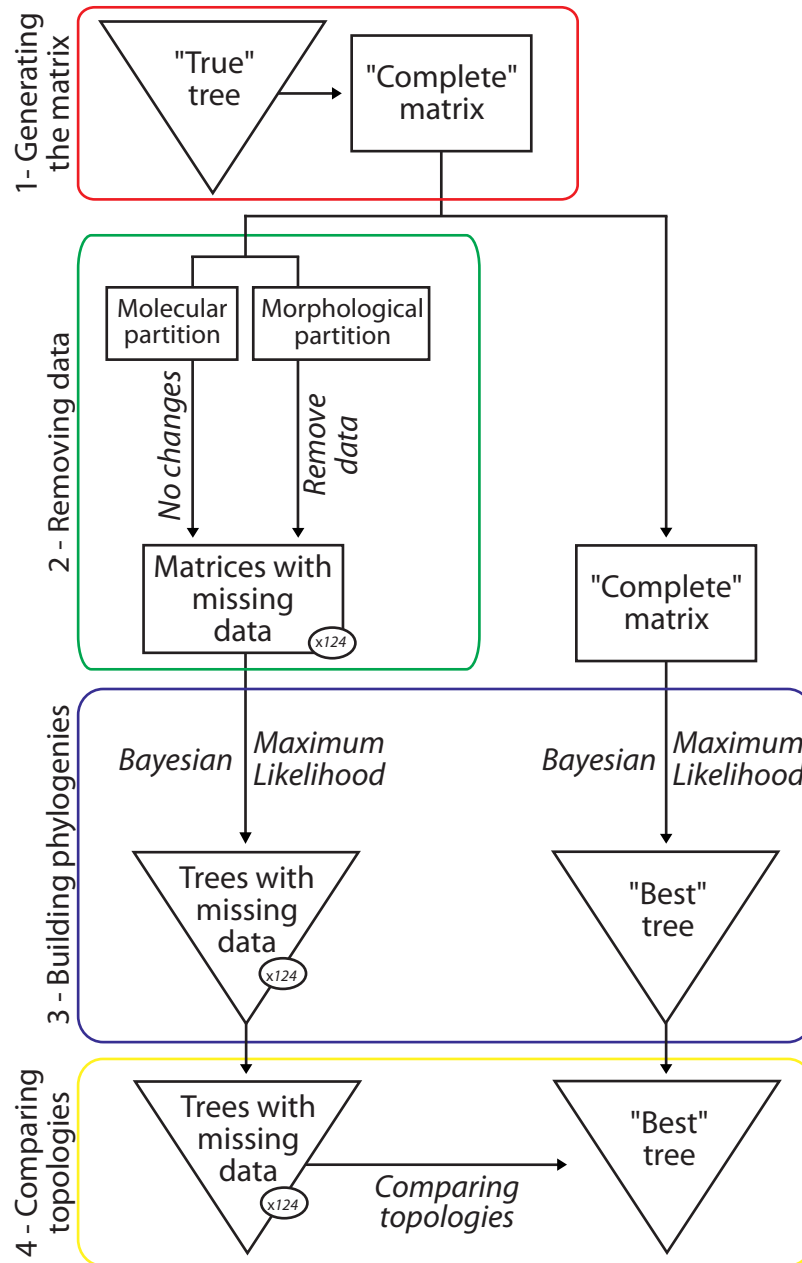 1- Generating
the matrix
"True"
tree
"Complete"
matrix
2 - Removing data
Molecular
partition
Morphological
partition
No changes
Remove
data
Matrices with
missing
data
x124
"Complete"
matrix
3 - Building phylogenies
Bayesian
Maximum
Likelihood
Bayesian
Maximum
Likelihood
Trees with
missing
data
x124
"Best"
tree
4 - Comparing
topologies
Trees with
missing
data
x124
Comparing
topologies
"Best"
tree